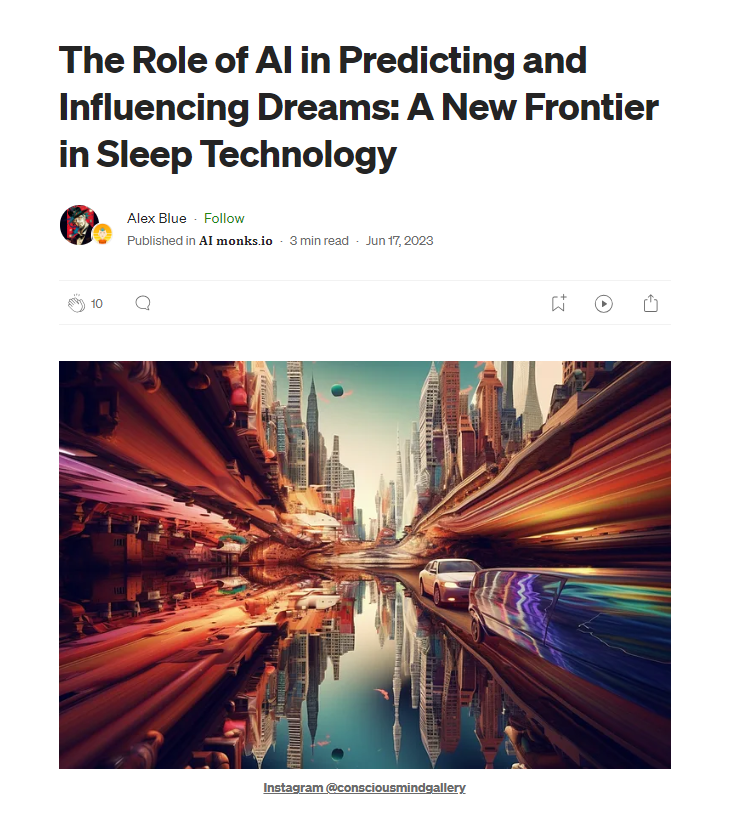 The Role of AI in Predicting and
Influencing Dreams: A New Frontier
in Sleep Technology
Alex Blue · Follow
Published in AI monks.io · 3 min read · Jun 17, 2023
10
Instagram @consciousmindgallery